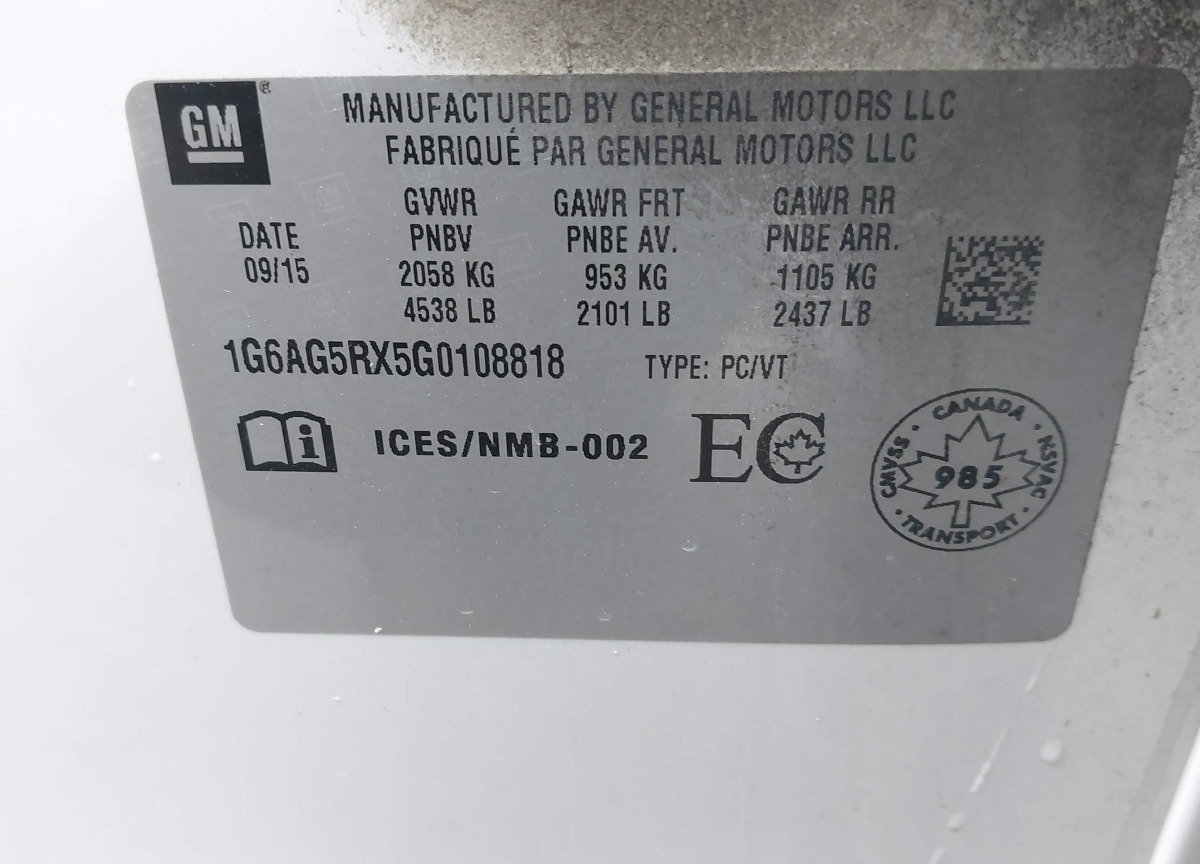 GM
®
MANUFACTURED BY GENERAL MOTORS LLC
FABRIQUÉ PAR GENERAL MOTORS LLC
GVWR GAWR FRT GAWR RR
DATE PNBV PNBE AV. PNBE ARR.
09/15 2058 KG 953 KG 1105 KG
4538 LB 2101 LB 2437 LB
1G6AG5RX5G0108818 TYPE: PC/VT
i ICES/NMB-002 EC
CANADA
CMVSS · 985 · NSVAC
TRANSPORT